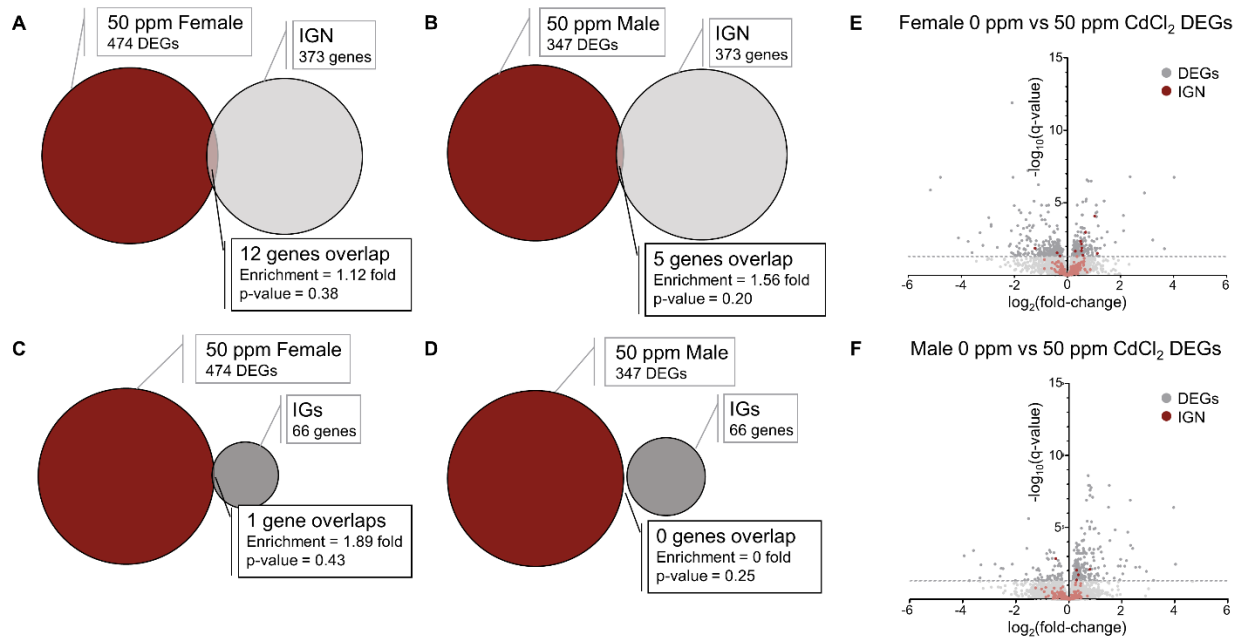 A
50 ppm Female
474 DEGs
IGN
373 genes
12 genes overlap
Enrichment = 1.12 fold
p-value = 0.38
B
50 ppm Male
347 DEGs
IGN
373 genes
5 genes overlap
Enrichment = 1.56 fold
p-value = 0.20
C
50 ppm Female
474 DEGs
IGs
66 genes
1 gene overlaps
Enrichment = 1.89 fold
p-value = 0.43
D
50 ppm Male
347 DEGs
IGs
66 genes
0 genes overlap
Enrichment = 0 fold
p-value = 0.25
E
Female 0 ppm vs 50 ppm CdCl₂ DEGs
15
10
5
-log₁₀(q-value)
DEGs
IGN
-6 -4 -2 0 2 4 6
log₂(fold-change)
F
Male 0 ppm vs 50 ppm CdCl₂ DEGs
15
10
5
-log₁₀(q-value)
DEGs
IGN
-6 -4 -2 0 2 4 6
log₂(fold-change)